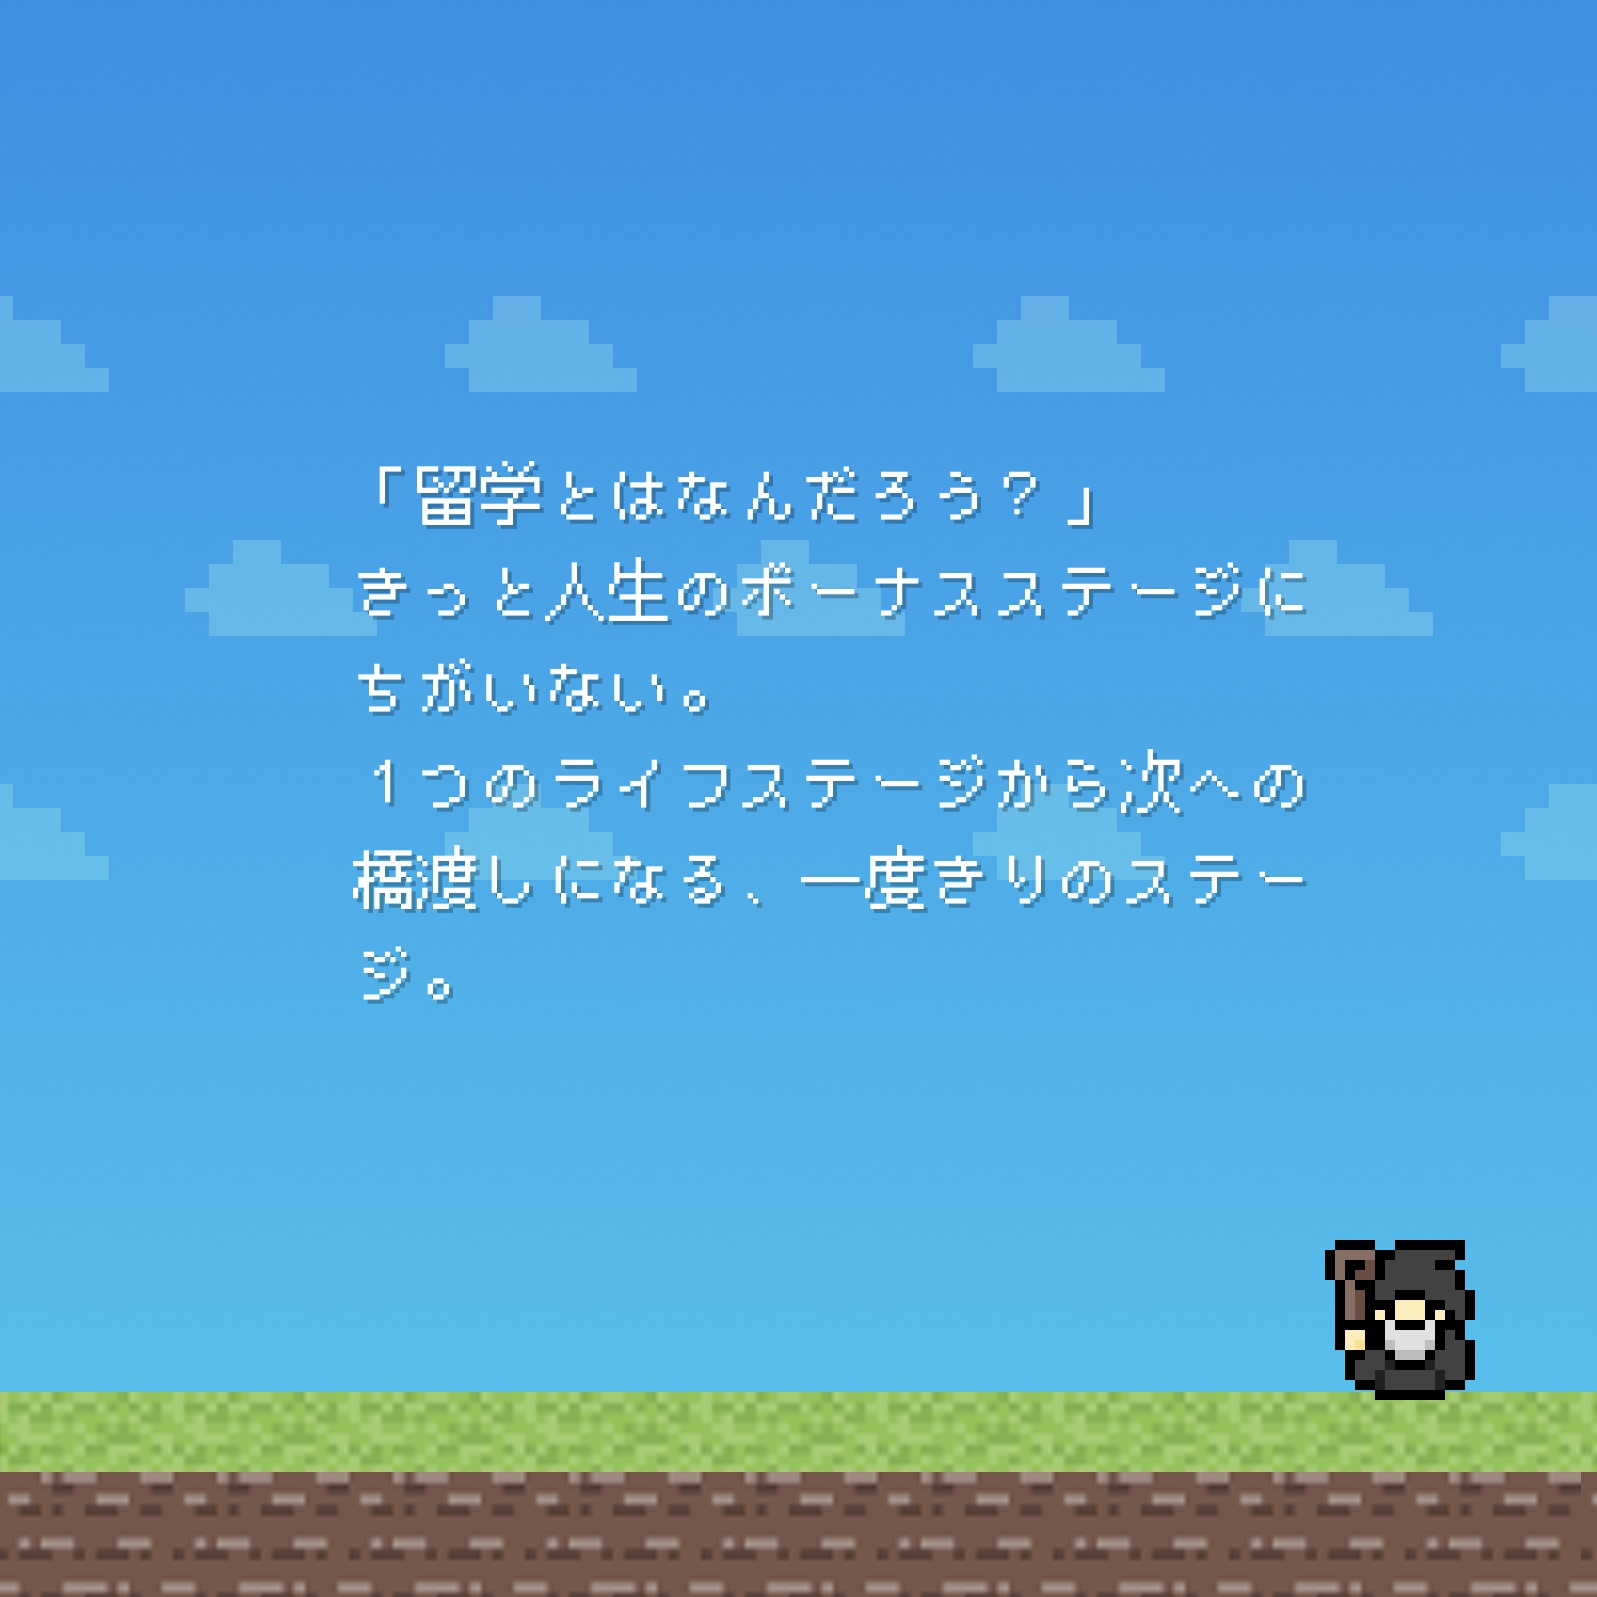 「留学とはなんだろう？」
きっと人生のボーナスステージに
ちがいない。
１つのライフステージから次への
橋渡しになる、一度きりのステー
ジ。